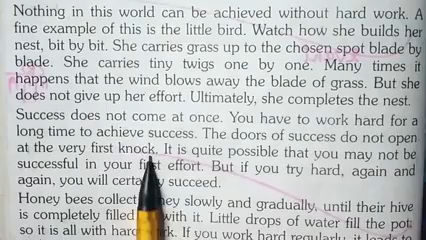 Nothing in this world can be achieved without hard work. A
fine example of this is the little bird. Watch how she builds her
nest, bit by bit. She carries grass up to the chosen spot blade by
blade. She carries tiny twigs one by one. Many times it
happens that the wind blows away the blade of grass. But she
does not give up her effort. Ultimately, she completes the nest.
Success does not come at once. You have to work hard for a
long time to achieve success. The doors of success do not open
at the very first knock. It is quite possible that you may not be
successful in your first effort. But if you try hard, again and
again, you will certainly succeed.
Honey bees collect slowly and gradually, until their hive
is completely filled with it. Little drops of water fill the pot;
so it is all with hard work. If you work hard regularly, it leads to